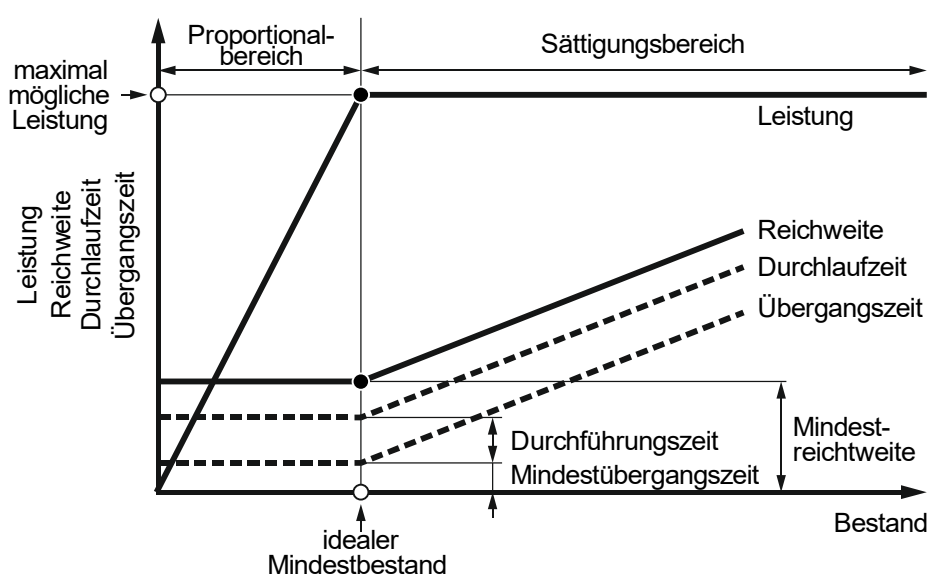 Proportional-
bereich
Sättigungsbereich
maximal
mögliche
Leistung
Leistung
Leistung
Reichweite
Durchlaufzeit
Übergangszeit
Reichweite
Durchlaufzeit
Übergangszeit
Durchführungszeit
Mindestübergangszeit
Mindest-
reichtweite
Bestand
idealer
Mindestbestand